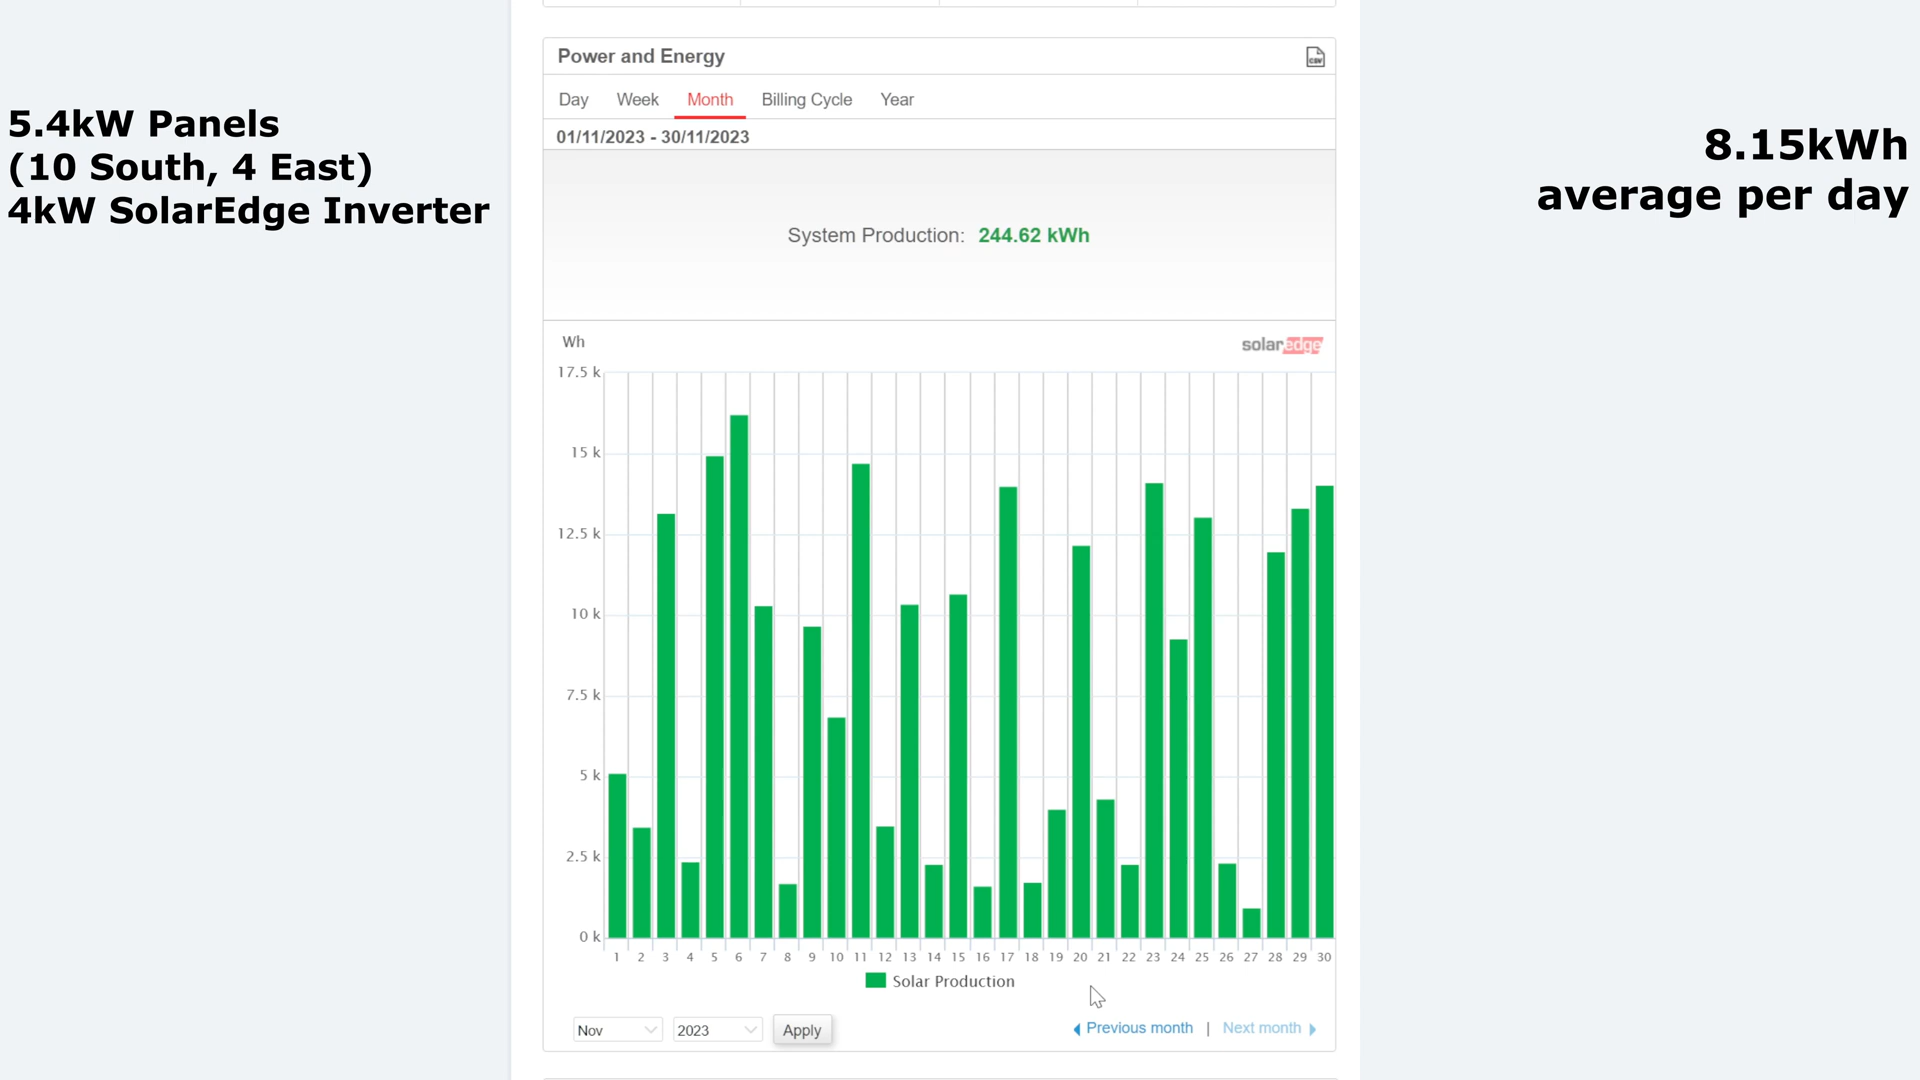 5.4kW Panels
(10 South, 4 East)
4kW SolarEdge Inverter
8.15kWh
average per day
Power and Energy
CSV
Day Week Month Billing Cycle Year
01/11/2023 - 30/11/2023
System Production: 244.62 kWh
Wh
solaredge
17.5 k
15 k
12.5 k
10 k
7.5 k
5 k
2.5 k
0 k
1 2 3 4 5 6 7 8 9 10 11 12 13 14 15 16 17 18 19 20 21 22 23 24 25 26 27 28 29 30
Solar Production
Nov 2023 Apply Previous month | Next month